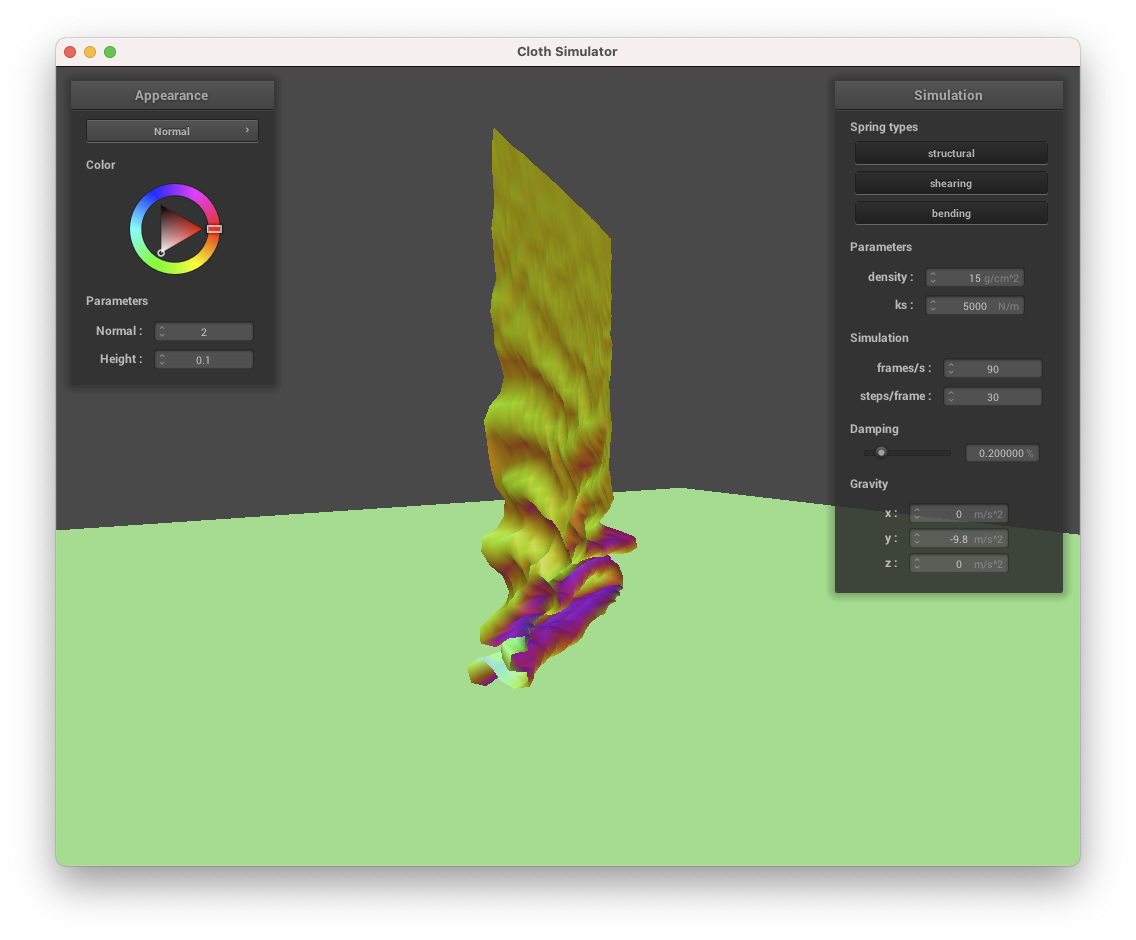 Cloth Simulator
Appearance
Normal
Color
Parameters
Normal : 2
Height : 0.1
Simulation
Spring types
structural
shearing
bending
Parameters
density : 15 g/cm^2
ks : 5000 N/m
Simulation
frames/s : 90
steps/frame : 30
Damping
0.200000 %
Gravity
x : 0 m/s^2
y : -9.8 m/s^2
z : 0 m/s^2